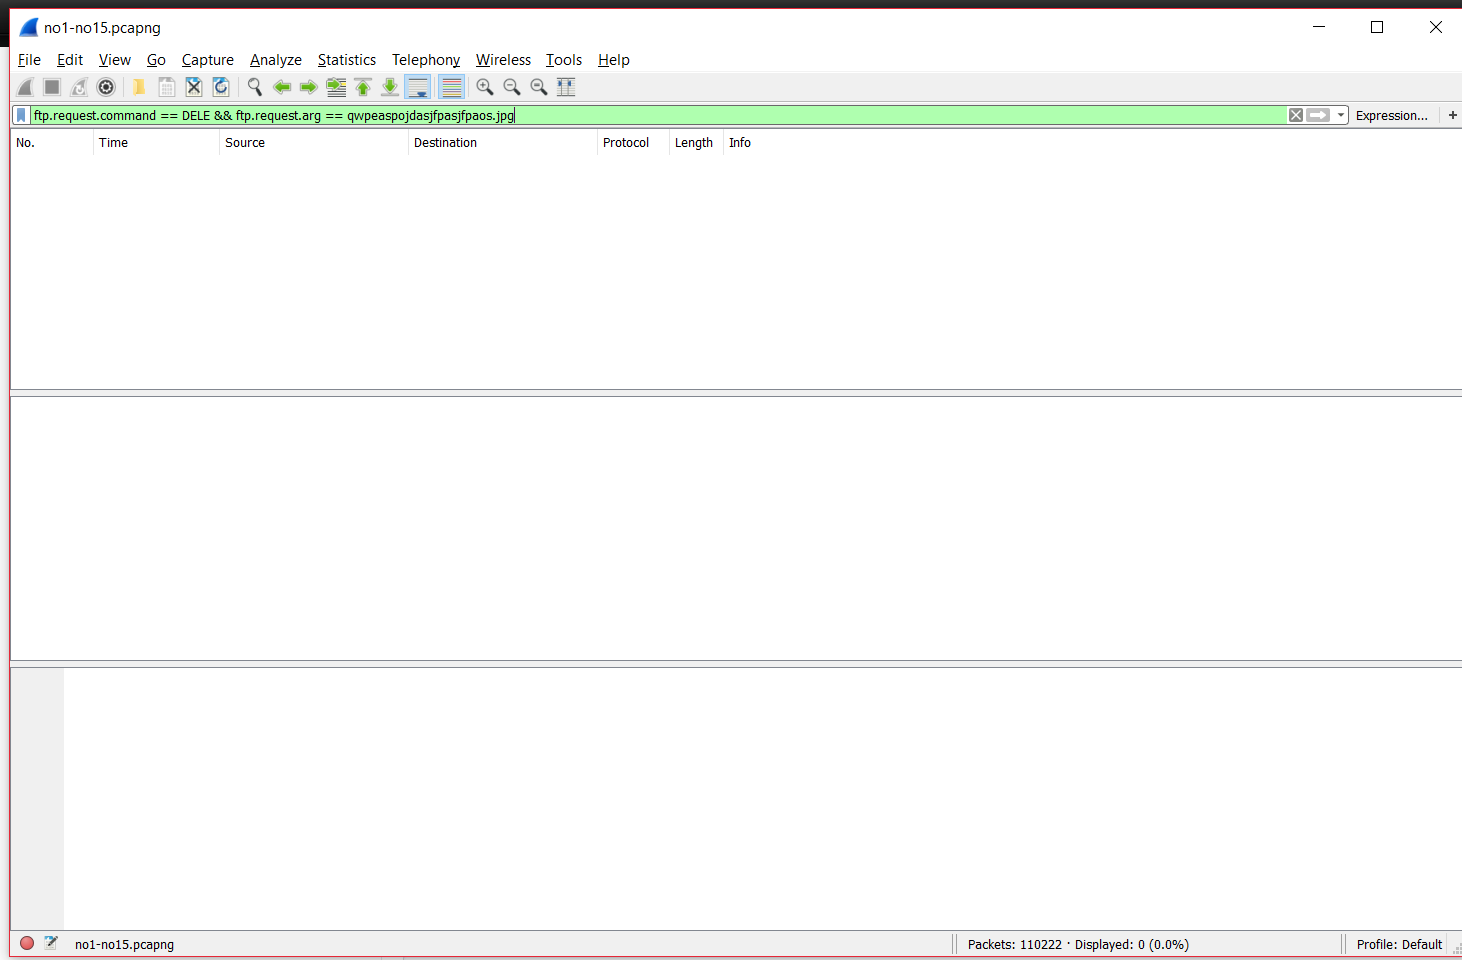 no1-no15.pcapng
File Edit View Go Capture Analyze Statistics Telephony Wireless Tools Help
ftp.request.command == DELE && ftp.request.arg == qwpeaspojdasjfpasjfpaos.jpg Expression... +
No. Time Source Destination Protocol Length Info
no1-no15.pcapng Packets: 110222 · Displayed: 0 (0.0%) Profile: Default